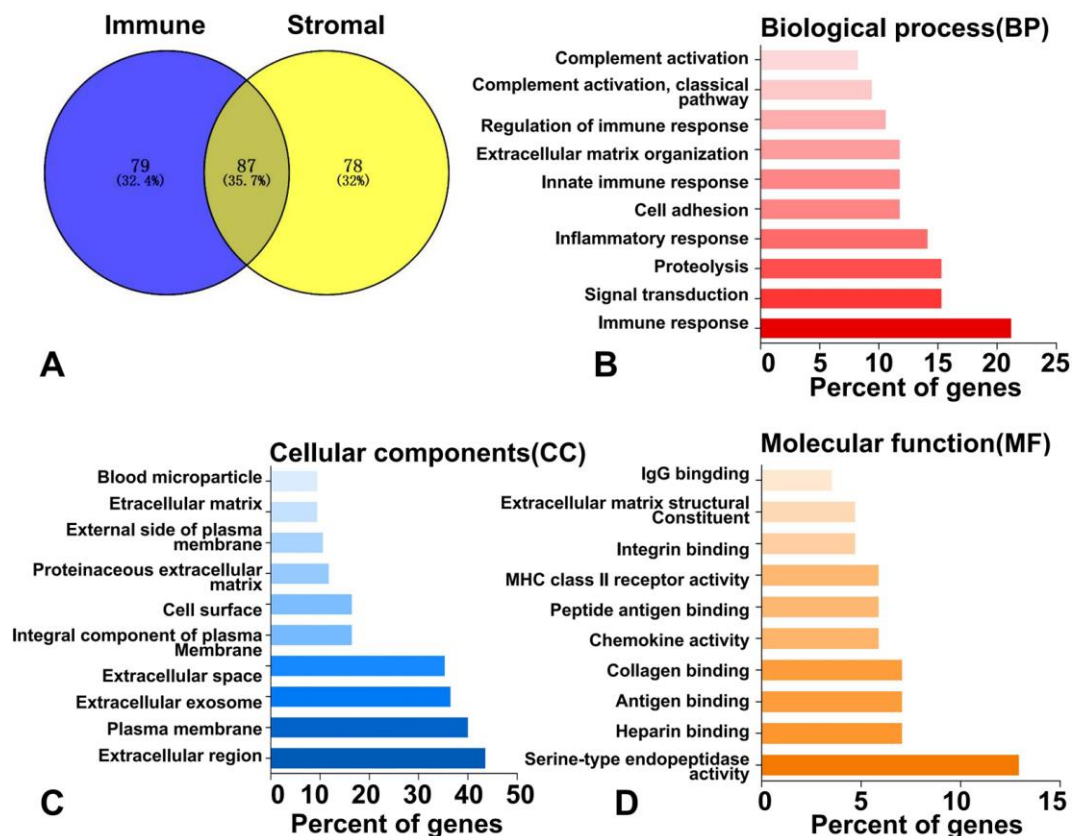 Immune
Stromal
79
(32.4%)
87
(35.7%)
78
(32%)
A
Biological process(BP)
Complement activation
Complement activation, classical
pathway
Regulation of immune response
Extracellular matrix organization
Innate immune response
Cell adhesion
Inflammatory response
Proteolysis
Signal transduction
Immune response
0 5 10 15 20 25
Percent of genes
B
Cellular components(CC)
Blood microparticle
Etracellular matrix
External side of plasma
membrane
Proteinaceous extracellular
matrix
Cell surface
Integral component of plasma
Membrane
Extracellular space
Extracellular exosome
Plasma membrane
Extracellular region
0 10 20 30 40 50
Percent of genes
C
Molecular function(MF)
IgG bingding
Extracellular matrix structural
Constituent
Integrin binding
MHC class II receptor activity
Peptide antigen binding
Chemokine activity
Collagen binding
Antigen binding
Heparin binding
Serine-type endopeptidase
activity
0 5 10 15
Percent of genes
D